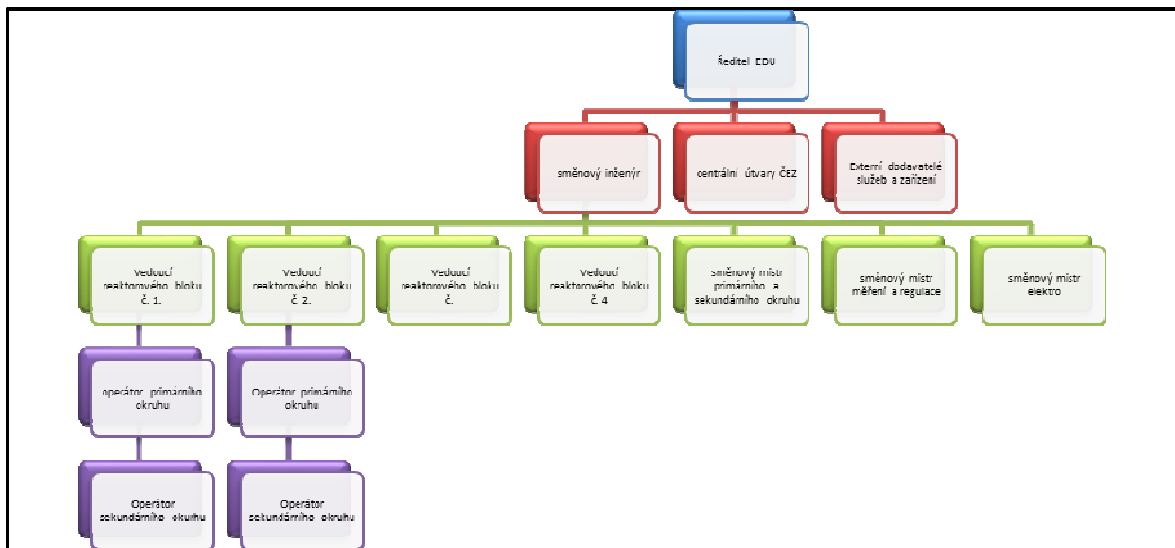 Ředitel EDU
směnový inženýr
centrální útvary ČEZ
Externí dodavatelé
služeb a zařízení
Vedoucí
reaktorového bloku
č. 1.
Vedoucí
reaktorového bloku
č 2.
Vedoucí
reaktorového bloku
č.
Vedoucí
reaktorového bloku
č. 4
Směnový mistr
primárního a
sekundárního okruhu
směnový mistr
měření a regulace
směnový mistr
elektro
operátor primárního
okruhu
Operátor primárního
okruhu
Operátor
sekundárního okurhu
Operátor
sekundárního okruhu